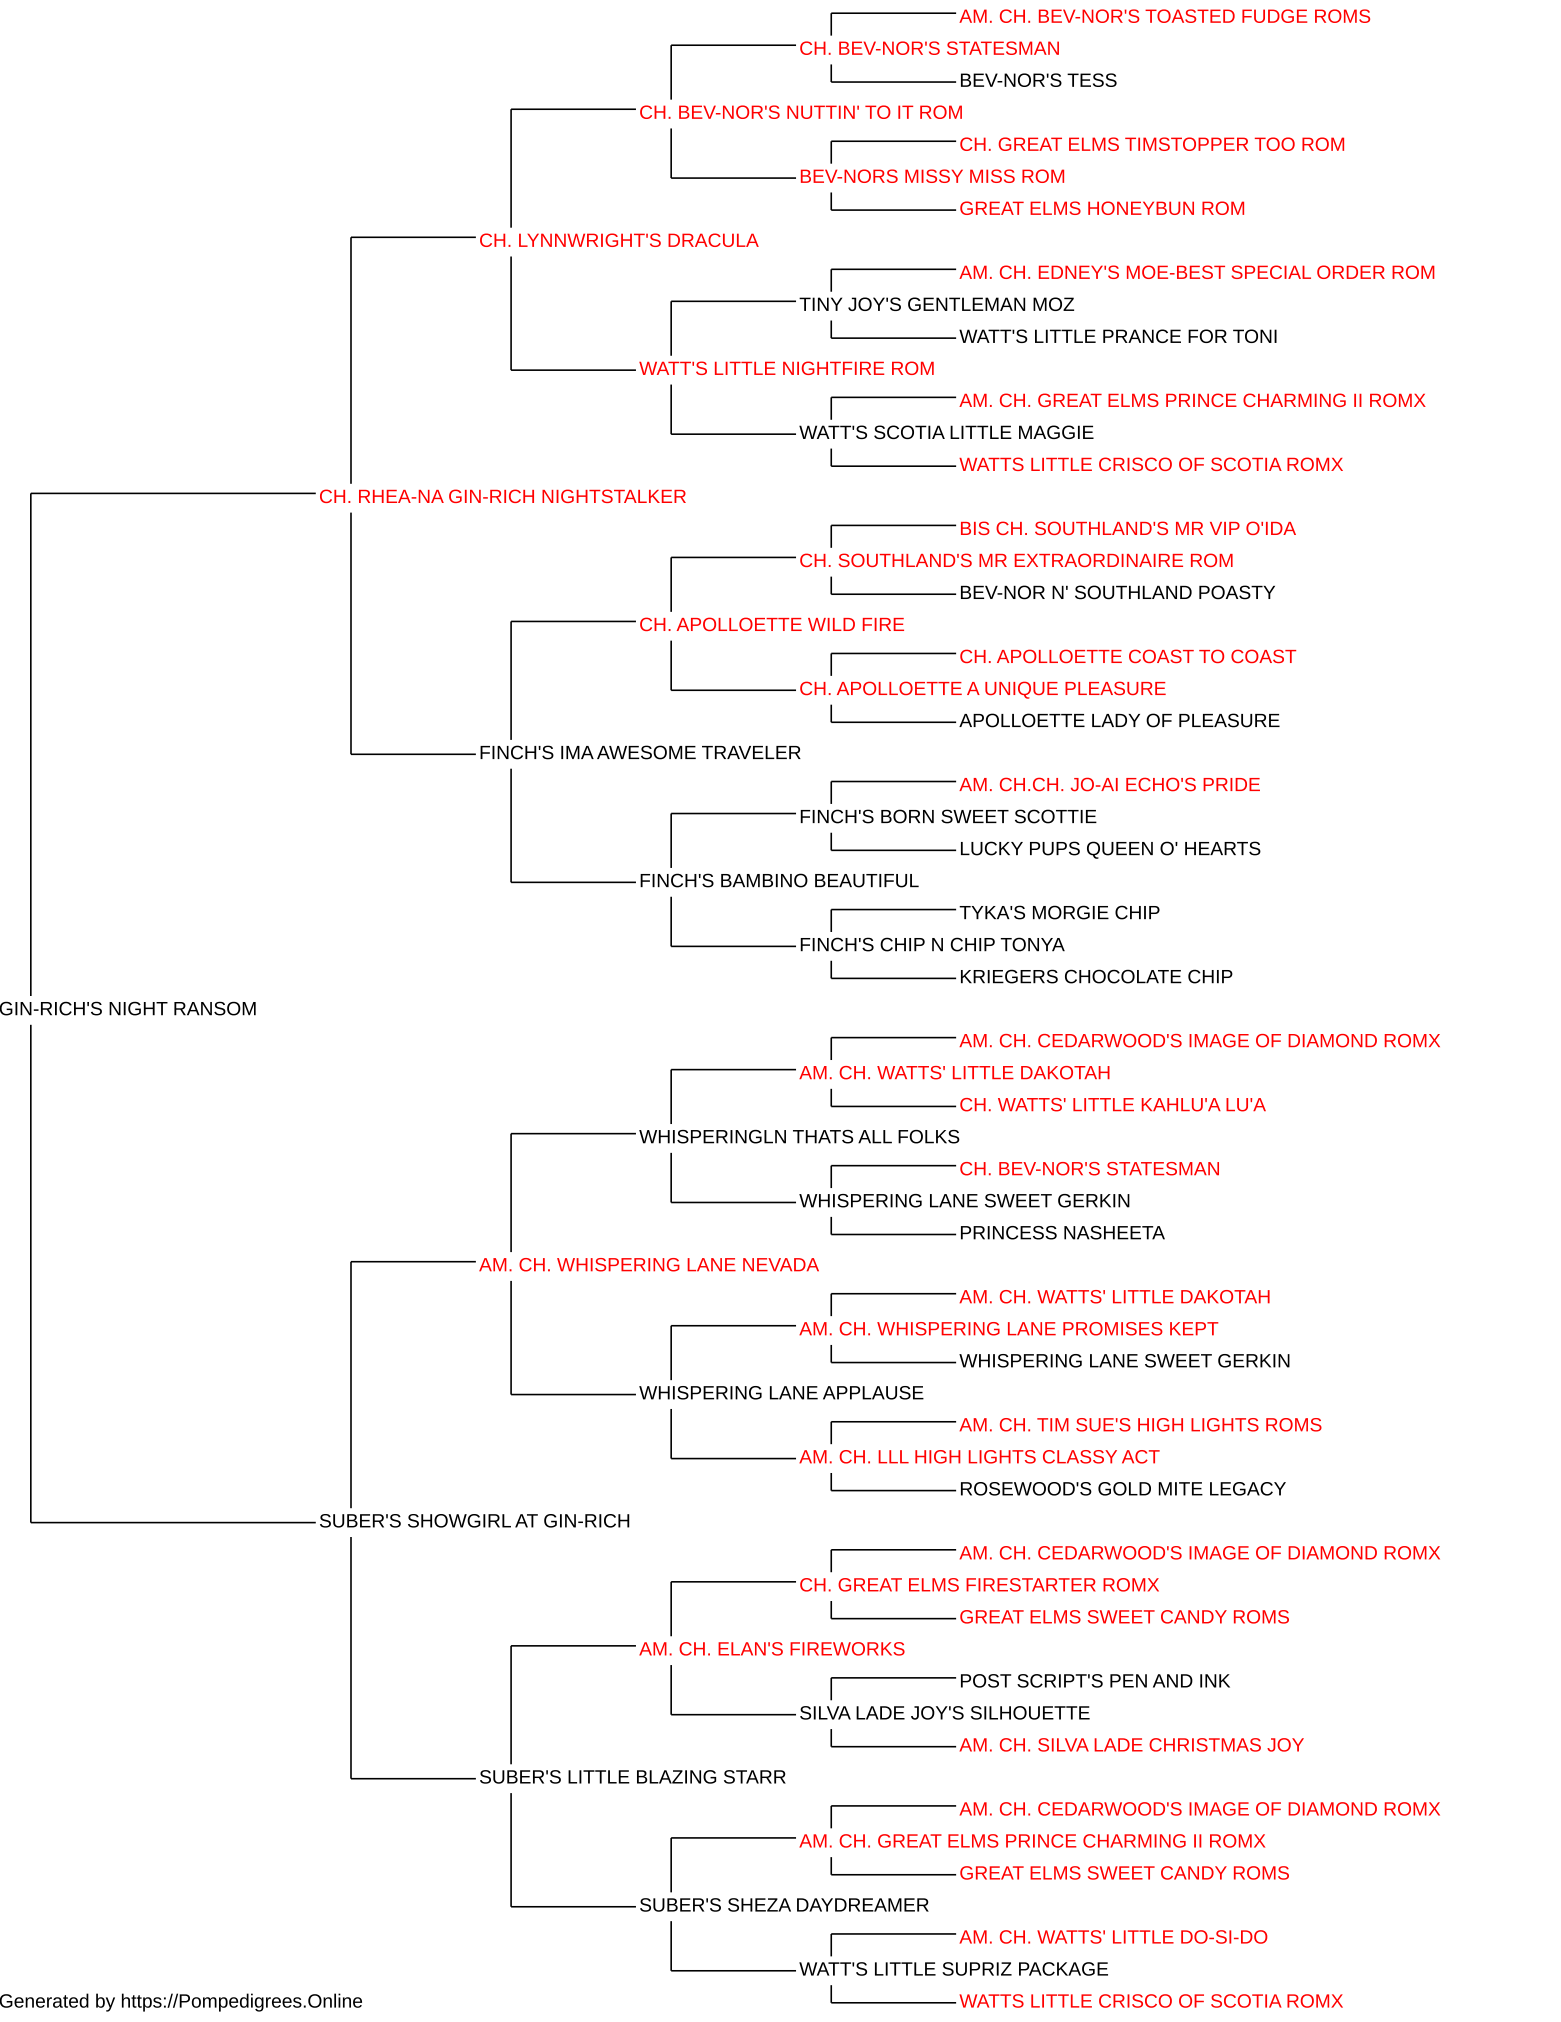 AM. CH. BEV-NOR'S TOASTED FUDGE ROMS
CH. BEV-NOR'S STATESMAN
BEV-NOR'S TESS
CH. BEV-NOR'S NUTTIN' TO IT ROM
CH. GREAT ELMS TIMSTOPPER TOO ROM
BEV-NORS MISSY MISS ROM
GREAT ELMS HONEYBUN ROM
CH. LYNNWRIGHT'S DRACULA
AM. CH. EDNEY'S MOE-BEST SPECIAL ORDER ROM
TINY JOY'S GENTLEMAN MOZ
WATT'S LITTLE PRANCE FOR TONI
WATT'S LITTLE NIGHTFIRE ROM
AM. CH. GREAT ELMS PRINCE CHARMING II ROMX
WATT'S SCOTIA LITTLE MAGGIE
WATTS LITTLE CRISCO OF SCOTIA ROMX
CH. RHEA-NA GIN-RICH NIGHTSTALKER
BIS CH. SOUTHLAND'S MR VIP O'IDA
CH. SOUTHLAND'S MR EXTRAORDINAIRE ROM
BEV-NOR N' SOUTHLAND POASTY
CH. APOLLOETTE WILD FIRE
CH. APOLLOETTE COAST TO COAST
CH. APOLLOETTE A UNIQUE PLEASURE
APOLLOETTE LADY OF PLEASURE
FINCH'S IMA AWESOME TRAVELER
AM. CH.CH. JO-AI ECHO'S PRIDE
FINCH'S BORN SWEET SCOTTIE
LUCKY PUPS QUEEN O' HEARTS
FINCH'S BAMBINO BEAUTIFUL
TYKA'S MORGIE CHIP
FINCH'S CHIP N CHIP TONYA
KRIEGERS CHOCOLATE CHIP
GIN-RICH'S NIGHT RANSOM
AM. CH. CEDARWOOD'S IMAGE OF DIAMOND ROMX
AM. CH. WATTS' LITTLE DAKOTAH
CH. WATTS' LITTLE KAHLU'A LU'A
WHISPERINGLN THATS ALL FOLKS
CH. BEV-NOR'S STATESMAN
WHISPERING LANE SWEET GERKIN
PRINCESS NASHEETA
AM. CH. WHISPERING LANE NEVADA
AM. CH. WATTS' LITTLE DAKOTAH
AM. CH. WHISPERING LANE PROMISES KEPT
WHISPERING LANE SWEET GERKIN
WHISPERING LANE APPLAUSE
AM. CH. TIM SUE'S HIGH LIGHTS ROMS
AM. CH. LLL HIGH LIGHTS CLASSY ACT
ROSEWOOD'S GOLD MITE LEGACY
SUBER'S SHOWGIRL AT GIN-RICH
AM. CH. CEDARWOOD'S IMAGE OF DIAMOND ROMX
CH. GREAT ELMS FIRESTARTER ROMX
GREAT ELMS SWEET CANDY ROMS
AM. CH. ELAN'S FIREWORKS
POST SCRIPT'S PEN AND INK
SILVA LADE JOY'S SILHOUETTE
AM. CH. SILVA LADE CHRISTMAS JOY
SUBER'S LITTLE BLAZING STARR
AM. CH. CEDARWOOD'S IMAGE OF DIAMOND ROMX
AM. CH. GREAT ELMS PRINCE CHARMING II ROMX
GREAT ELMS SWEET CANDY ROMS
SUBER'S SHEZA DAYDREAMER
AM. CH. WATTS' LITTLE DO-SI-DO
WATT'S LITTLE SUPRIZ PACKAGE
WATTS LITTLE CRISCO OF SCOTIA ROMX
Generated by https://Pompedigrees.Online